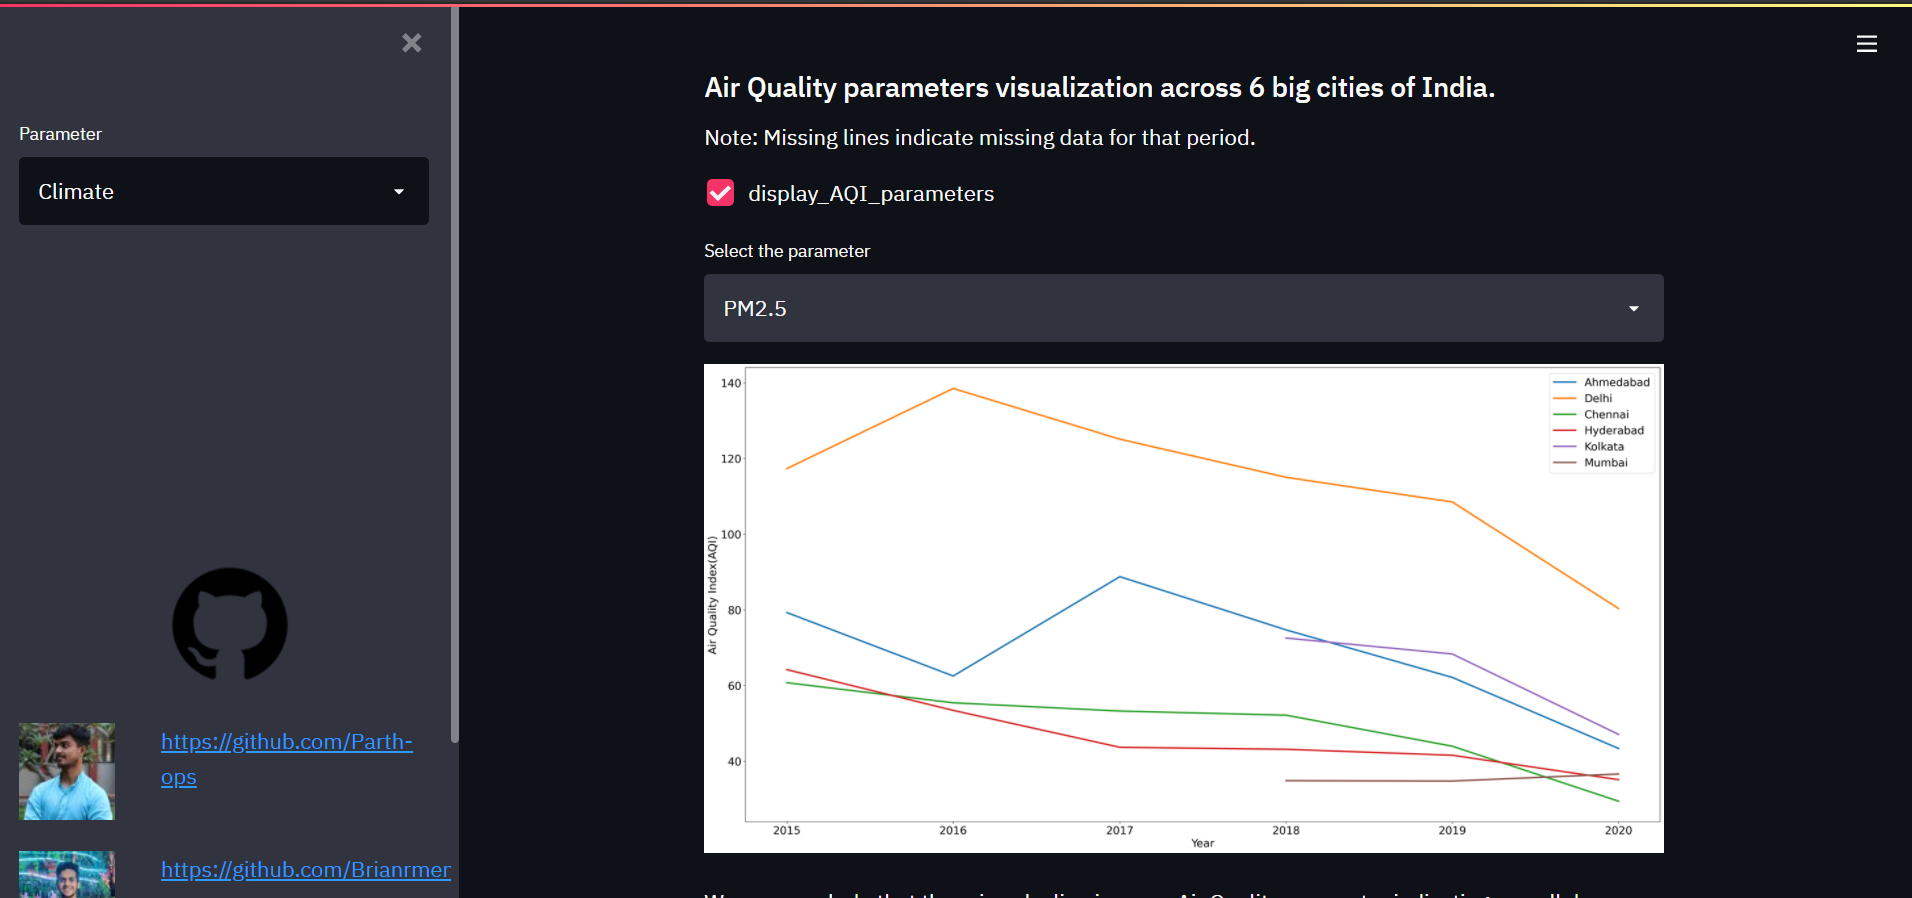 Parameter
Climate
https://github.com/Parth-
ops
https://github.com/Brianrmer
Air Quality parameters visualization across 6 big cities of India.
Note: Missing lines indicate missing data for that period.
display_AQI_parameters
Select the parameter
PM2.5
140
120
100
80
60
40
Air Quality Index(AQI)
Ahmedabad
Delhi
Chennai
Hyderabad
Kolkata
Mumbai
2015 2016 2017 2018 2019 2020
Year